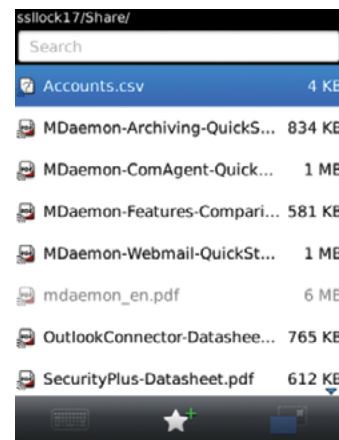 ssllock17/Share/
Search
Accounts.csv 4 KB
MDaemon-Archiving-QuickS... 834 KB
MDaemon-ComAgent-Quick... 1 MB
MDaemon-Features-Compari... 581 KB
MDaemon-Webmail-QuickSt... 1 MB
mdaemon_en.pdf 6 MB
OutlookConnector-Datashee... 765 KB
SecurityPlus-Datasheet.pdf 612 KB